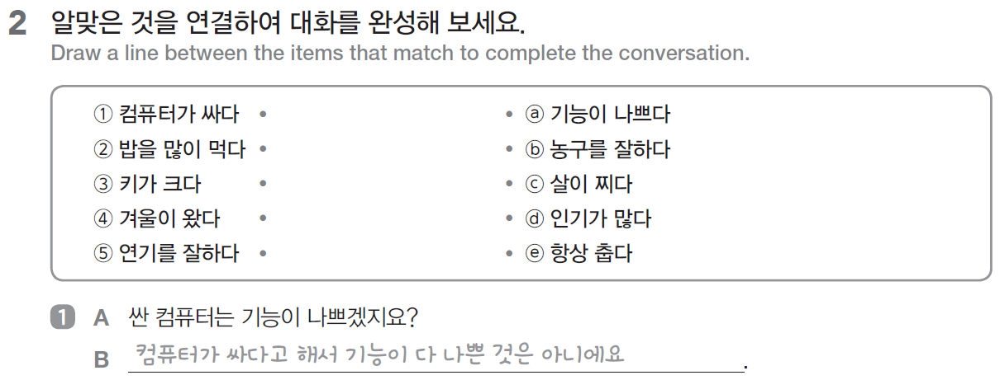 2 알맞은 것을 연결하여 대화를 완성해 보세요.
Draw a line between the items that match to complete the conversation.
① 컴퓨터가 싸다 • • ⓐ 기능이 나쁘다
② 밥을 많이 먹다 • • ⓑ 농구를 잘하다
③ 키가 크다 • • ⓒ 살이 찌다
④ 겨울이 왔다 • • ⓓ 인기가 많다
⑤ 연기를 잘하다 • • ⓔ 항상 춥다
1 A 싼 컴퓨터는 기능이 나쁘겠지요?
B 컴퓨터가 싸다고 해서 기능이 다 나쁜 것은 아니에요.